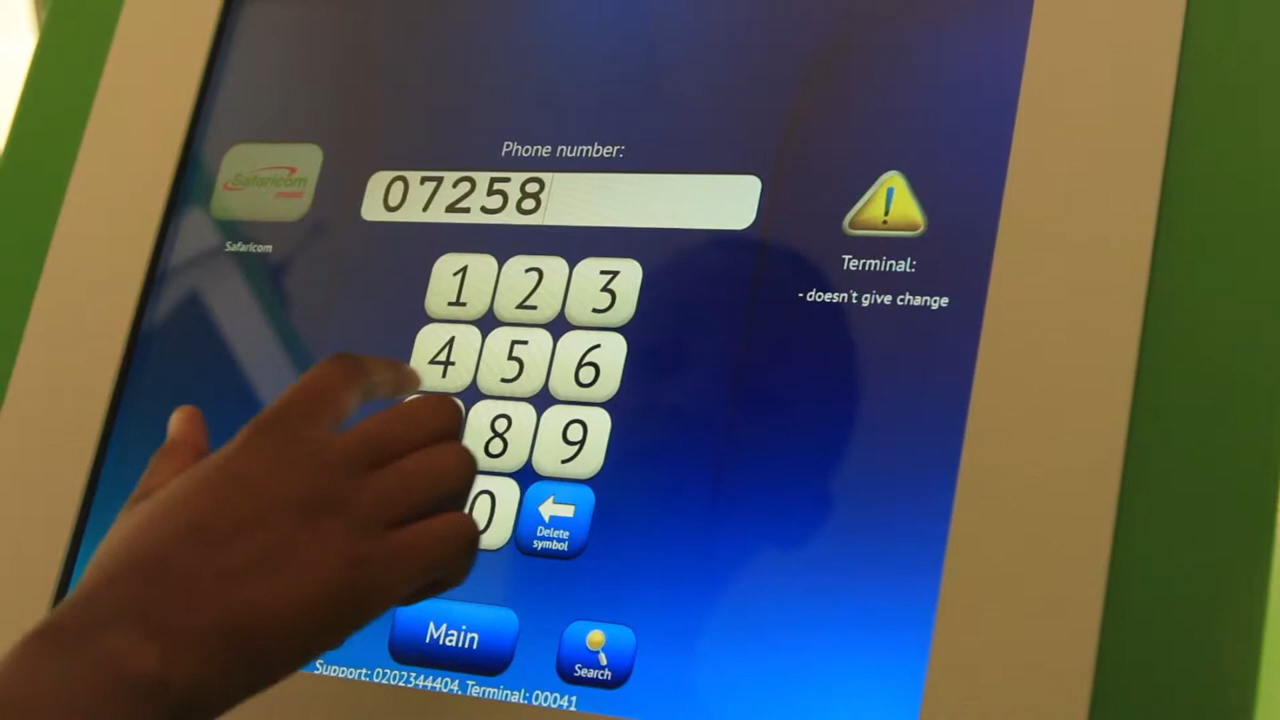 Phone number:
07258
Safaricom
Safaricom
Terminal:
- doesn't give change
1 2 3
4 5 6
8 9
0
Delete
symbol
Main
Search
Support: 0202344404, Terminal: 00041